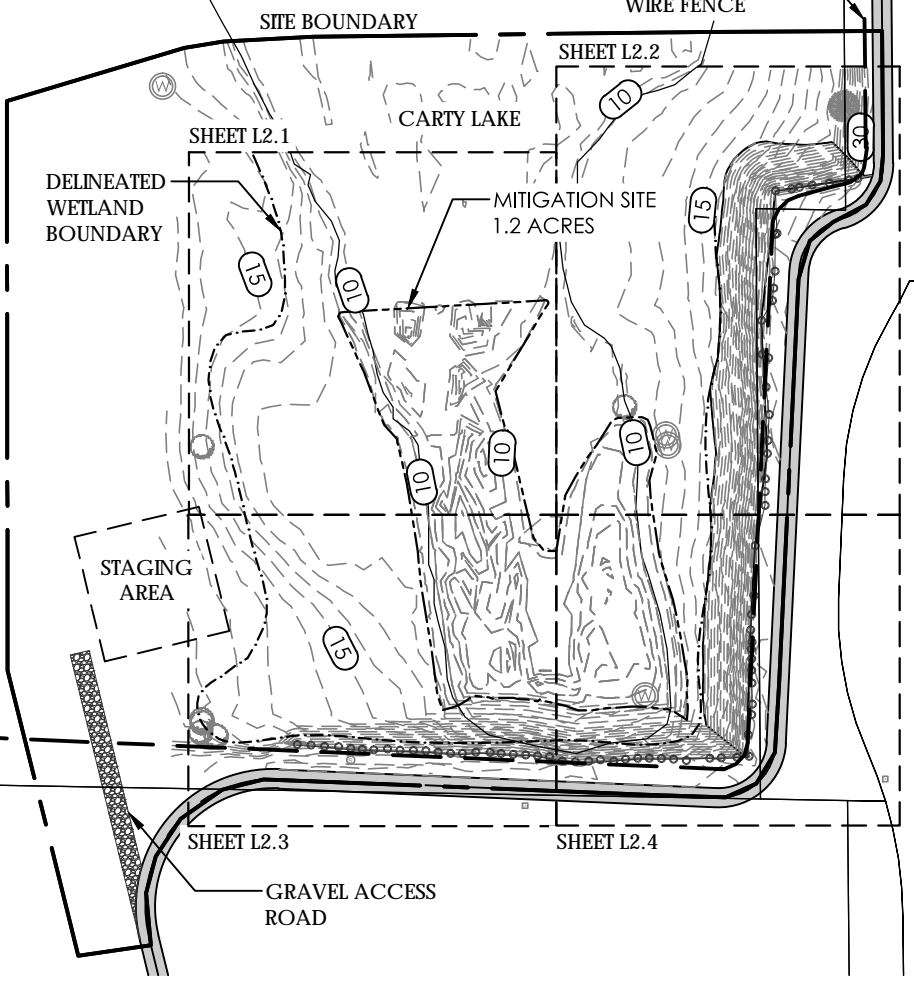 WIRE FENCE
SITE BOUNDARY
SHEET L2.2
10
CARTY LAKE
SHEET L2.1
30
DELINEATED
WETLAND
BOUNDARY
MITIGATION SITE
1.2 ACRES
15
15
10
10
10
10
STAGING
AREA
15
SHEET L2.3
SHEET L2.4
GRAVEL ACCESS
ROAD
W
W
W
W